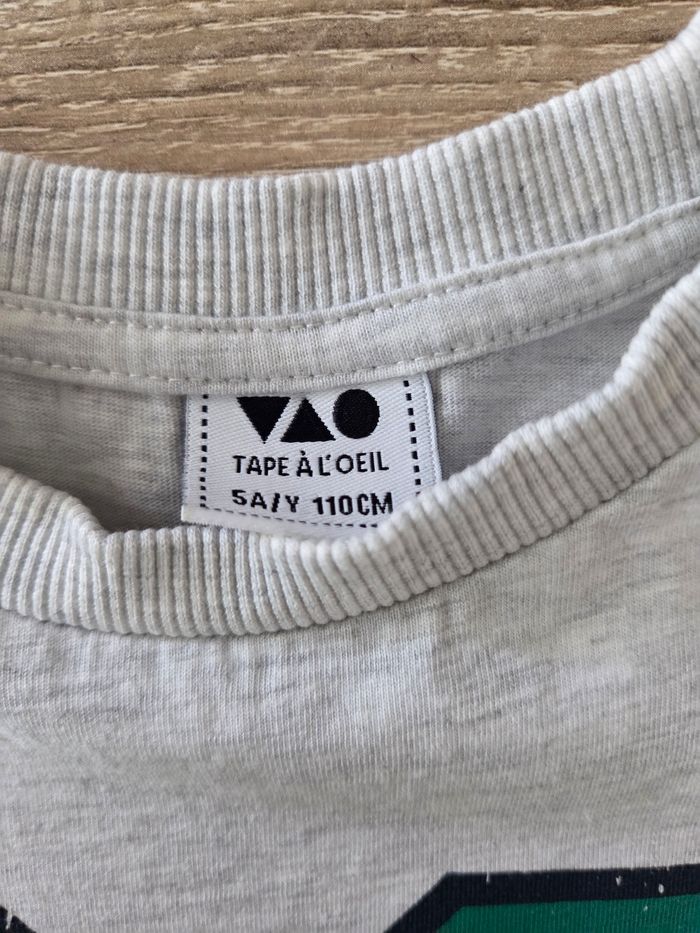 TAPE À L'OEIL
5A/Y 110CM